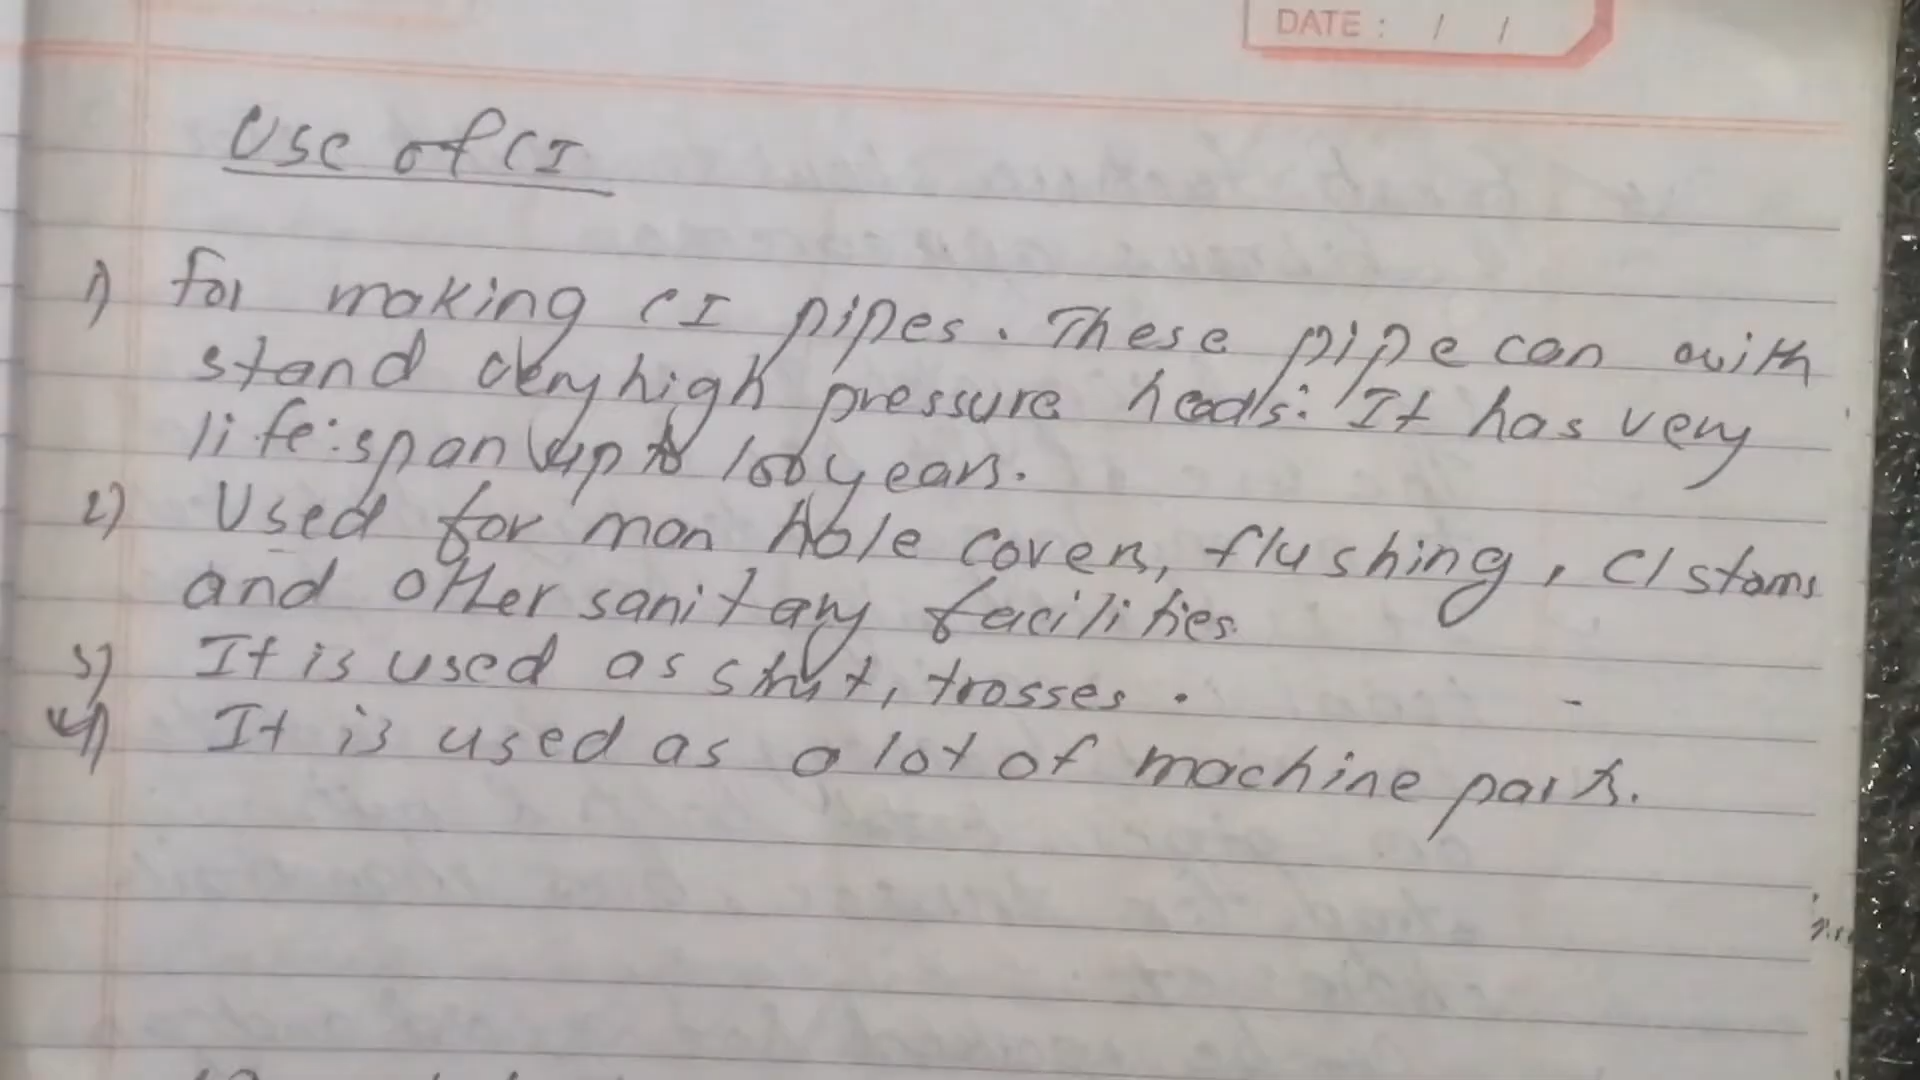 DATE : / /
Use of CI
1) for making CI pipes. These pipe can with
stand very high pressure heads. It has very
life span up to 100 years.
2) Used for man hole covers, flushing, cistams
and other sanitary facilities.
3) It is used as strut, trosses.
4) It is used as a lot of machine parts.